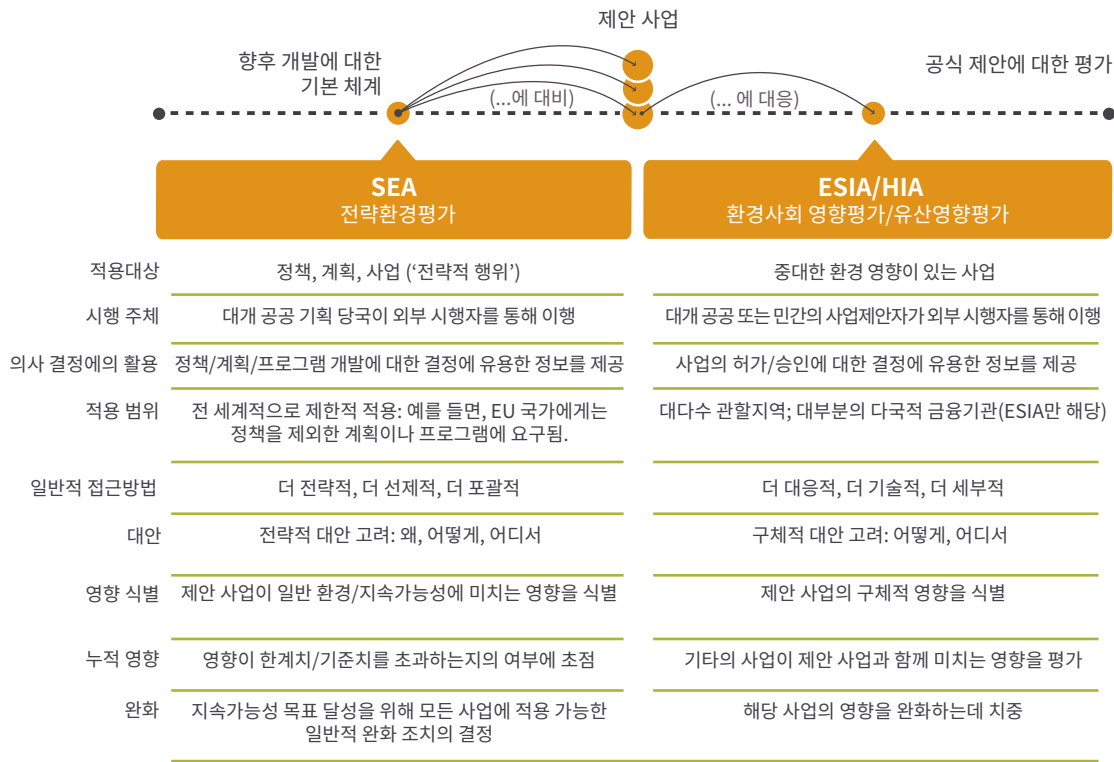 제안 사업
향후 개발에 대한
기본 체계
공식 제안에 대한 평가
(...에 대비)
(... 에 대응)
SEA
전략환경평가
ESIA/HIA
환경사회 영향평가/유산영향평가
적용대상
정책, 계획, 사업 (‘전략적 행위’)
중대한 환경 영향이 있는 사업
시행 주체
대개 공공 기획 당국이 외부 시행자를 통해 이행
대개 공공 또는 민간의 사업제안자가 외부 시행자를 통해 이행
의사 결정에의 활용
정책/계획/프로그램 개발에 대한 결정에 유용한 정보를 제공
사업의 허가/승인에 대한 결정에 유용한 정보를 제공
적용 범위
전 세계적으로 제한적 적용: 예를 들면, EU 국가에게는
정책을 제외한 계획이나 프로그램에 요구됨.
대다수 관할지역; 대부분의 다국적 금융기관(ESIA만 해당)
일반적 접근방법
더 전략적, 더 선제적, 더 포괄적
더 대응적, 더 기술적, 더 세부적
대안
전략적 대안 고려: 왜, 어떻게, 어디서
구체적 대안 고려: 어떻게, 어디서
영향 식별
제안 사업이 일반 환경/지속가능성에 미치는 영향을 식별
제안 사업의 구체적 영향을 식별
누적 영향
영향이 한계치/기준치를 초과하는지의 여부에 초점
기타의 사업이 제안 사업과 함께 미치는 영향을 평가
완화
지속가능성 목표 달성을 위해 모든 사업에 적용 가능한
일반적 완화 조치의 결정
해당 사업의 영향을 완화하는데 치중